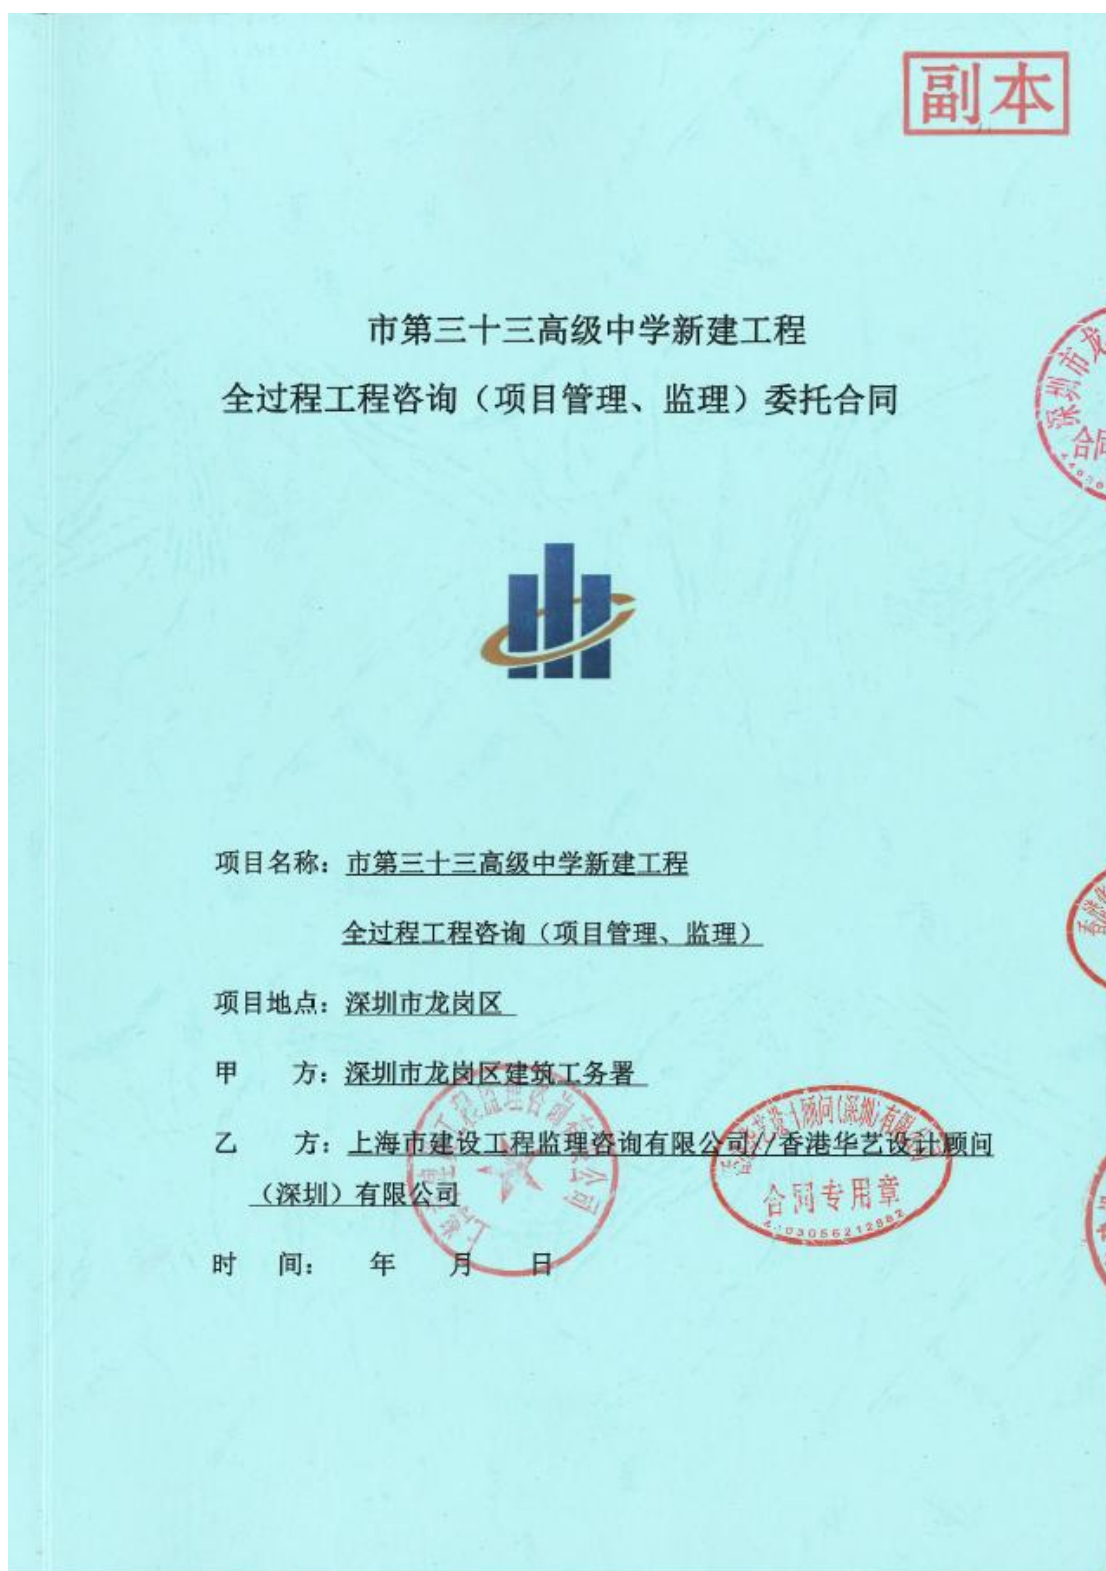 副本
市第三十三高级中学新建工程
全过程工程咨询（项目管理、监理）委托合同
项目名称：市第三十三高级中学新建工程
全过程工程咨询（项目管理、监理）
项目地点：深圳市龙岗区
甲 方：深圳市龙岗区建筑工务署
乙 方：上海市建设工程监理咨询有限公司//香港华艺设计顾问
（深圳）有限公司
时 间： 年 月 日
深圳市龙
合同
合同专用章